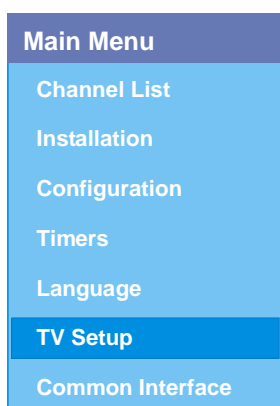 Main Menu
Channel List
Installation
Configuration
Timers
Language
TV Setup
Common Interface